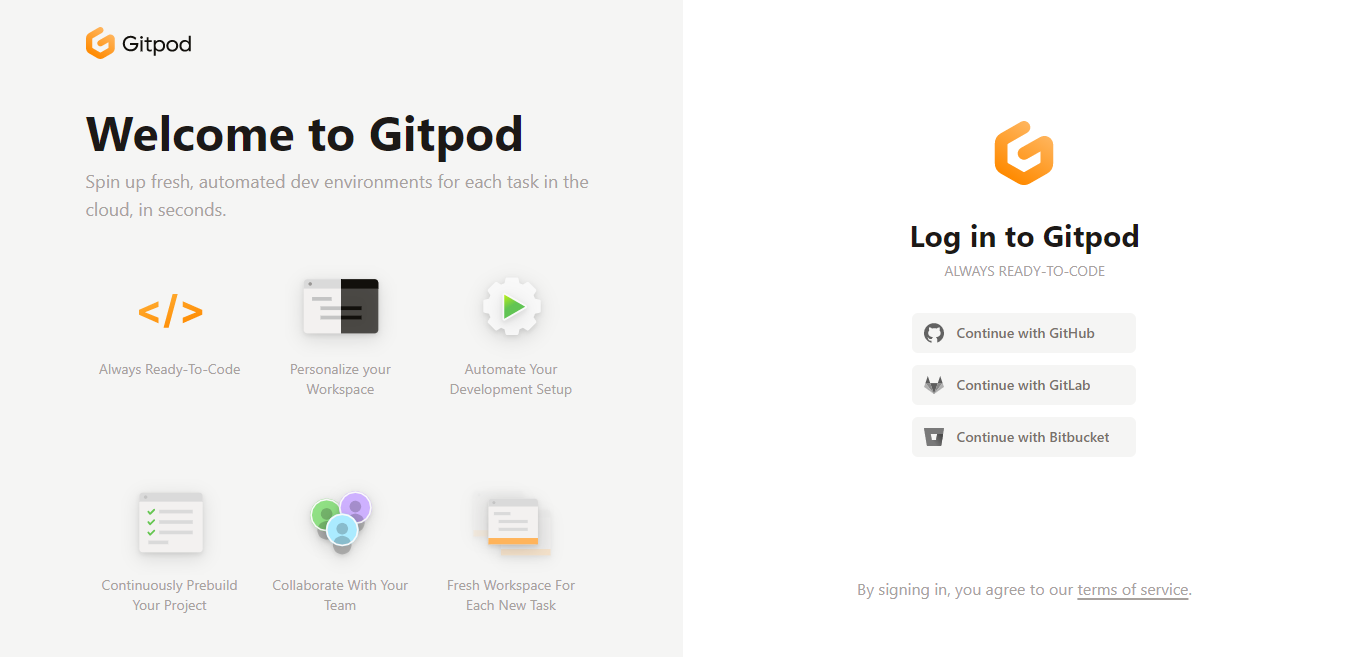 Gitpod
Welcome to Gitpod
Spin up fresh, automated dev environments for each task in the
cloud, in seconds.
</>
Always Ready-To-Code
Personalize your
Workspace
Automate Your
Development Setup
Continuously Prebuild
Your Project
Collaborate With Your
Team
Fresh Workspace For
Each New Task
Log in to Gitpod
ALWAYS READY-TO-CODE
Continue with GitHub
Continue with GitLab
Continue with Bitbucket
By signing in, you agree to our terms of service.